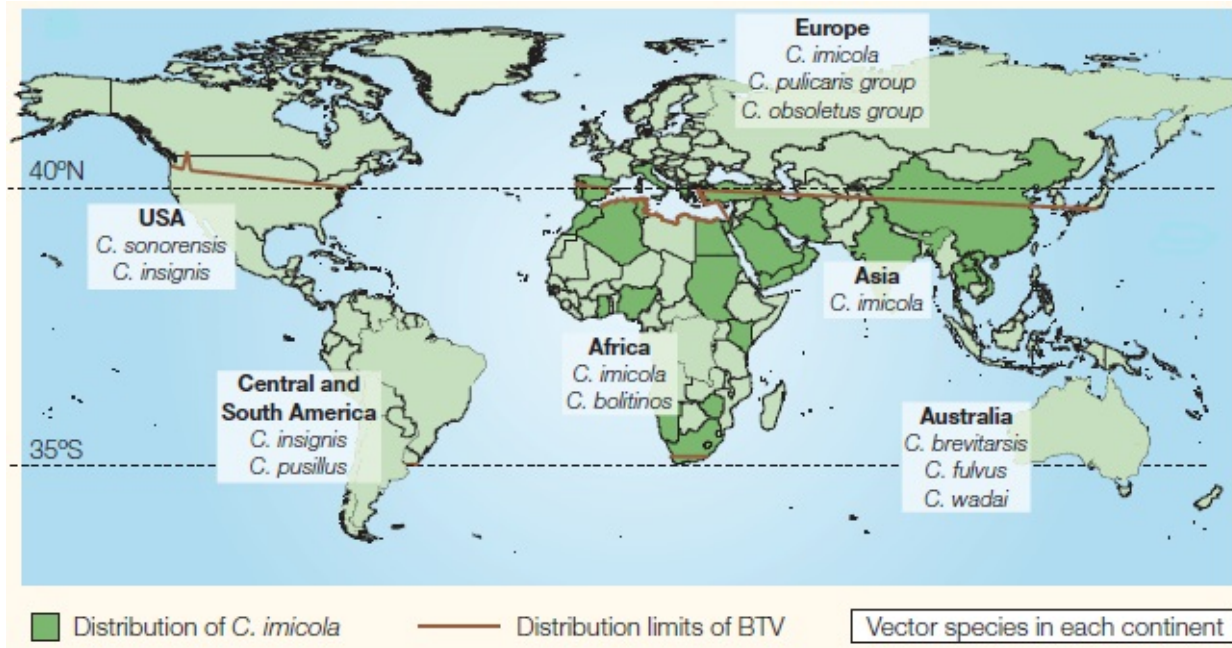 Europe
C. imicola
C. pulicaris group
C. obsoletus group
40ºN
USA
C. sonorensis
C. insignis
Asia
C. imicola
Africa
C. imicola
C. bolitinos
Central and
South America
C. insignis
C. pusillus
Australia
C. brevitarsis
C. fulvus
C. wadai
35ºS
Distribution of C. imicola
Distribution limits of BTV
Vector species in each continent